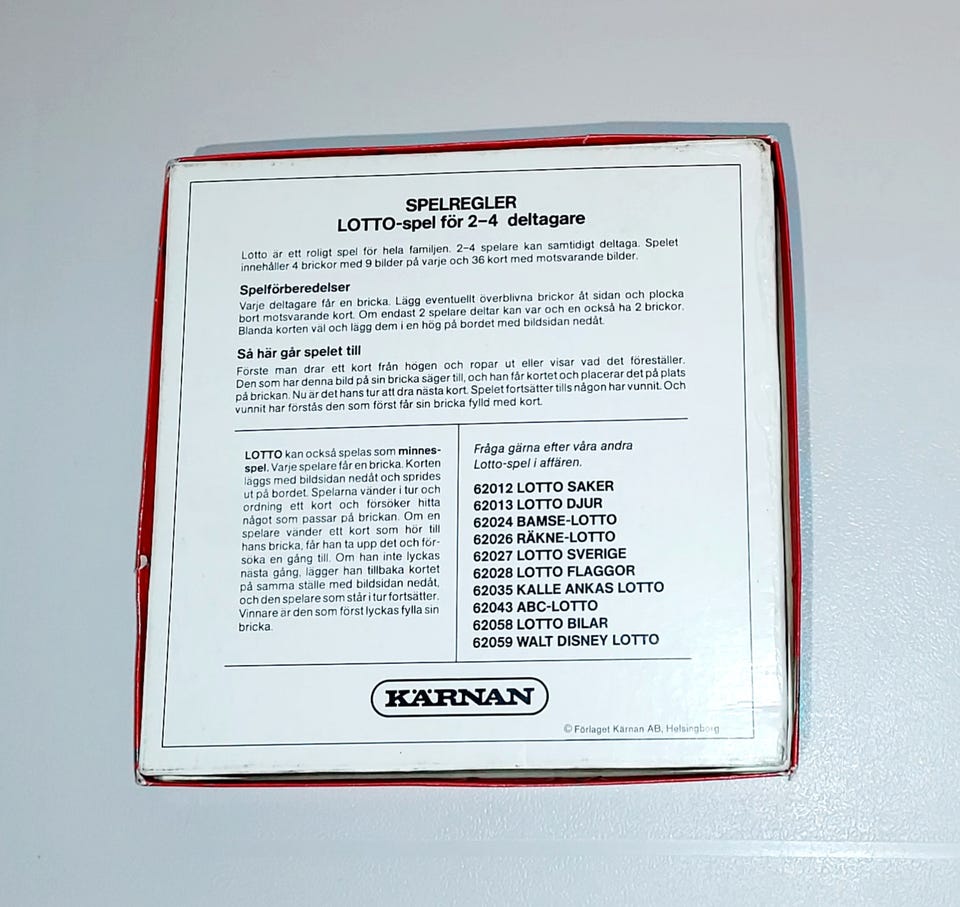 SPELREGLER
LOTTO-spel för 2–4 deltagare
Lotto är ett roligt spel för hela familjen. 2–4 spelare kan samtidigt deltaga. Spelet
innehåller 4 brickor med 9 bilder på varje och 36 kort med motsvarande bilder.
Spelförberedelser
Varje deltagare får en bricka. Lägg eventuellt överblivna brickor åt sidan och plocka
bort motsvarande kort. Om endast 2 spelare deltar kan var och en också ha 2 brickor.
Blanda korten väl och lägg dem i en hög på bordet med bildsidan nedåt.
Så här går spelet till
Förste man drar ett kort från högen och ropar ut eller visar vad det föreställer.
Den som har denna bild på sin bricka säger till, och han får kortet och placerar det på plats
på brickan. Nu är det hans tur att dra nästa kort. Spelet fortsätter tills någon har vunnit. Och
vunnit har förstås den som först får sin bricka fylld med kort.
LOTTO kan också spelas som minnes-
spel. Varje spelare får en bricka. Korten
läggs med bildsidan nedåt och sprides
ut på bordet. Spelarna vänder i tur och
ordning ett kort och försöker hitta
något som passar på brickan. Om en
spelare vänder ett kort som hör till
hans bricka, får han ta upp det och för-
söka en gång till. Om han inte lyckas
nästa gång, lägger han tillbaka kortet
på samma ställe med bildsidan nedåt,
och den spelare som står i tur fortsätter.
Vinnare är den som först lyckas fylla sin
bricka.
Fråga gärna efter våra andra
Lotto-spel i affären.
62012 LOTTO SAKER
62013 LOTTO DJUR
62024 BAMSE-LOTTO
62026 RÄKNE-LOTTO
62027 LOTTO SVERIGE
62028 LOTTO FLAGGOR
62035 KALLE ANKAS LOTTO
62043 ABC-LOTTO
62058 LOTTO BILAR
62059 WALT DISNEY LOTTO
KÄRNAN
© Förlaget Kärnan AB, Helsingborg